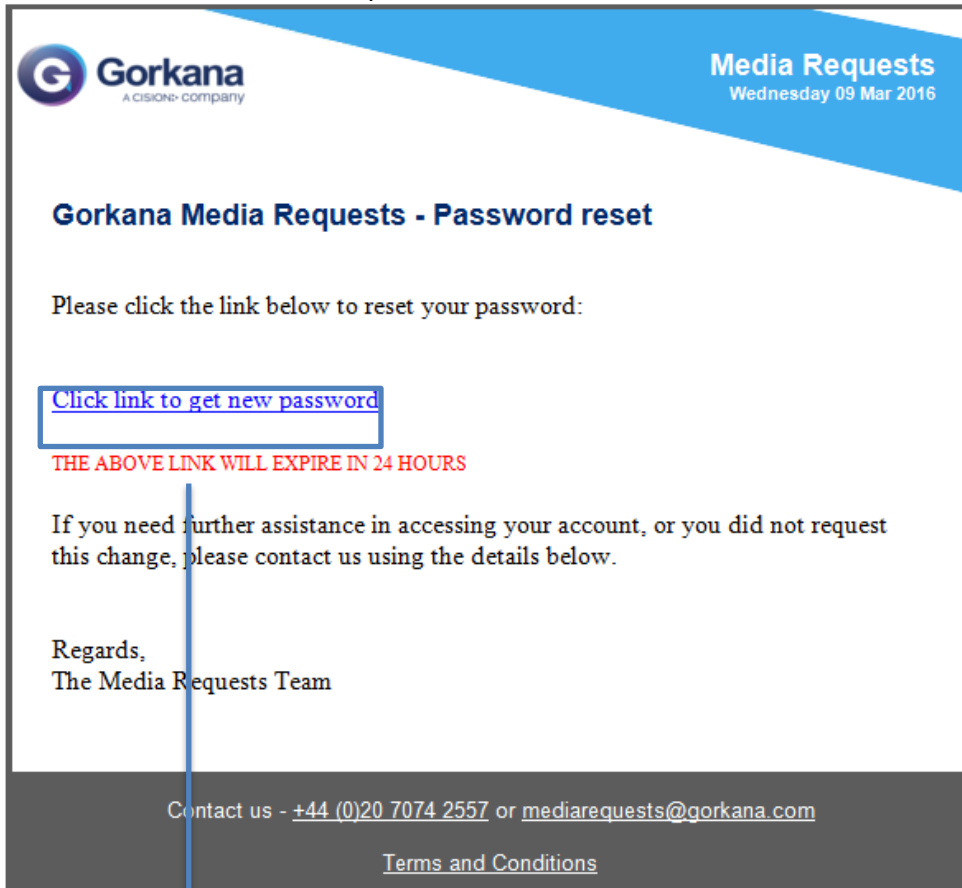 Gorkana
A CISION company
Media Requests
Wednesday 09 Mar 2016
Gorkana Media Requests - Password reset
Please click the link below to reset your password:
Click link to get new password
THE ABOVE LINK WILL EXPIRE IN 24 HOURS
If you need further assistance in accessing your account, or you did not request
this change, please contact us using the details below.
Regards,
The Media Requests Team
Contact us - +44 (0)20 7074 2557 or mediarequests@gorkana.com
Terms and Conditions